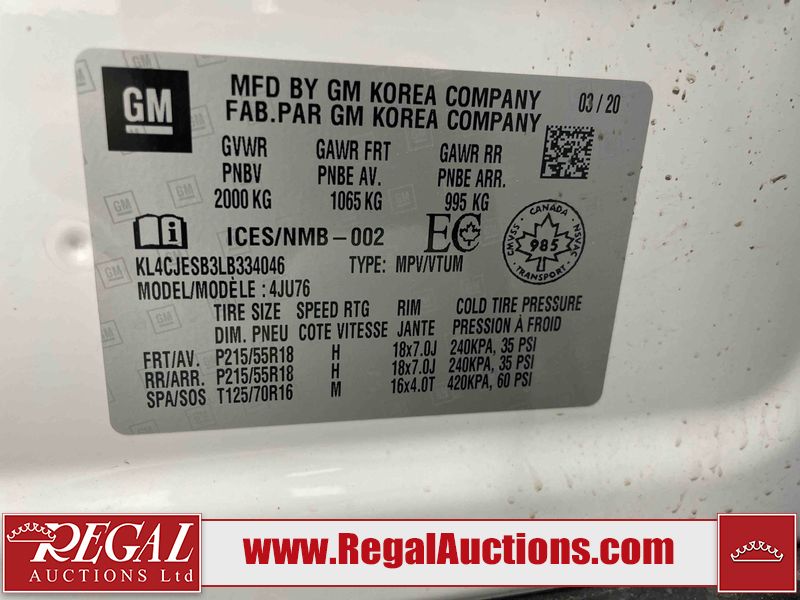 GM
MFD BY GM KOREA COMPANY 03/20
FAB.PAR GM KOREA COMPANY
GVWR GAWR FRT GAWR RR
PNBV PNBE AV. PNBE ARR.
2000 KG 1065 KG 995 KG
ICES/NMB-002 EC
CANADA
CMVSS 985 NSVAC
KL4CJESB3LB334046 TYPE: MPV/VTUM
MODEL/MODÈLE : 4JU76
TIRE SIZE SPEED RTG RIM COLD TIRE PRESSURE
DIM. PNEU COTE VITESSE JANTE PRESSION À FROID
FRT/AV. P215/55R18 H 18x7.0J 240KPA, 35 PSI
RR/ARR. P215/55R18 H 18x7.0J 240KPA, 35 PSI
SPA/SOS T125/70R16 M 16x4.0T 420KPA, 60 PSI
REGAL
AUCTIONS Ltd
www.RegalAuctions.com